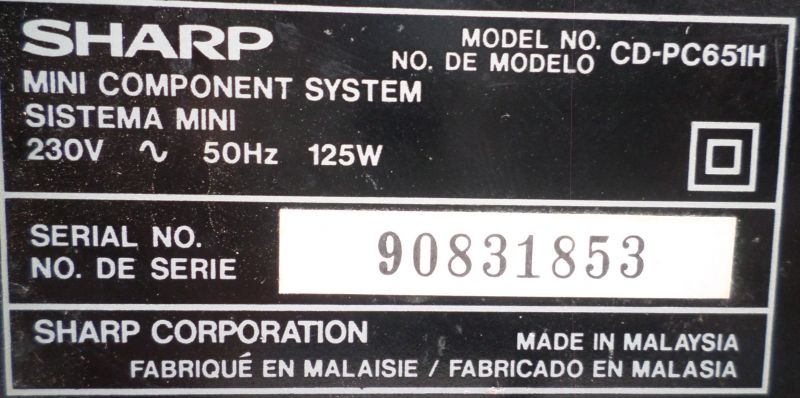 SHARP
MODEL NO.
NO. DE MODELO CD-PC651H
MINI COMPONENT SYSTEM
SISTEMA MINI
230V ∿ 50Hz 125W
SERIAL NO.
NO. DE SERIE
90831853
SHARP CORPORATION
MADE IN MALAYSIA
FABRIQUÉ EN MALAISIE / FABRICADO EN MALASIA